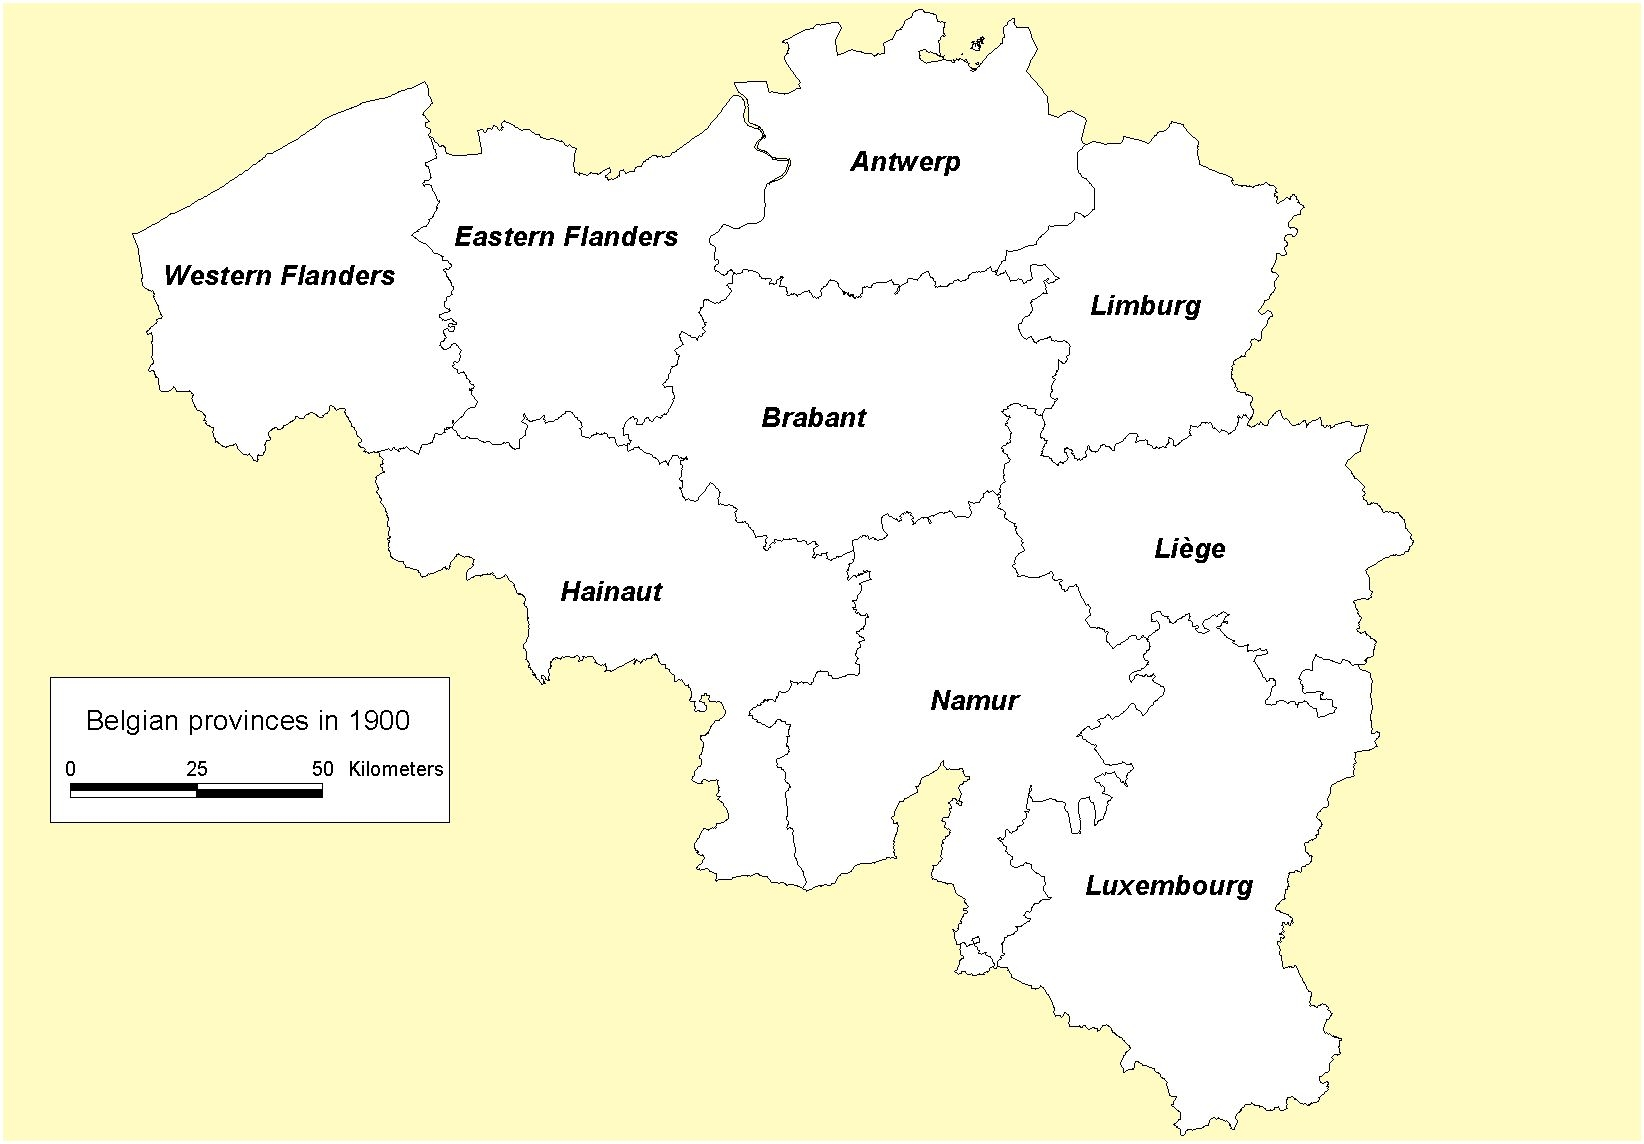 Antwerp
Eastern Flanders
Western Flanders
Limburg
Brabant
Liège
Hainaut
Namur
Luxembourg
Belgian provinces in 1900
0 25 50 Kilometers